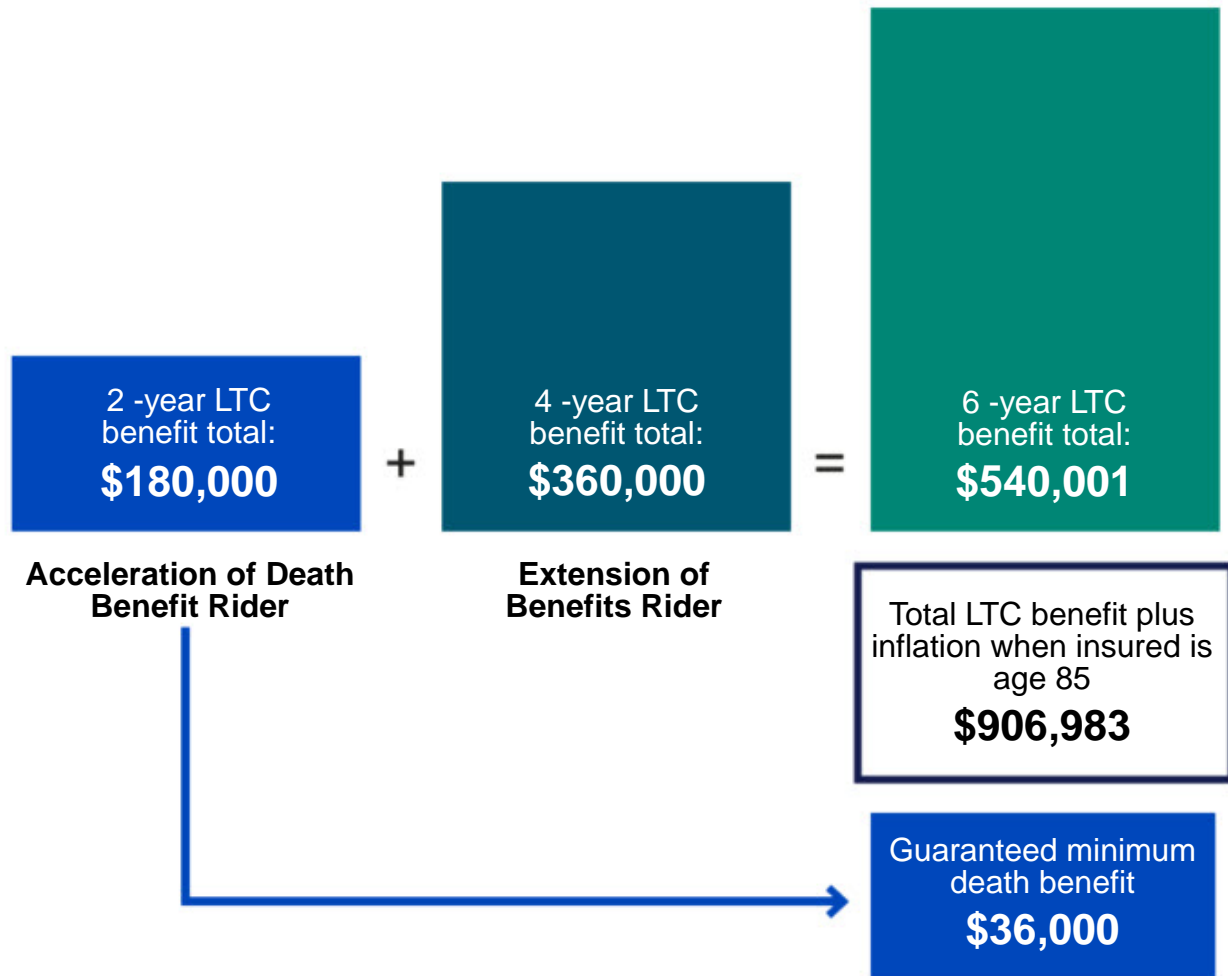 2 -year LTC
benefit total:
$180,000
+
4 -year LTC
benefit total:
$360,000
=
6 -year LTC
benefit total:
$540,001
Acceleration of Death
Benefit Rider
Extension of
Benefits Rider
Total LTC benefit plus
inflation when insured is
age 85
$906,983
Guaranteed minimum
death benefit
$36,000